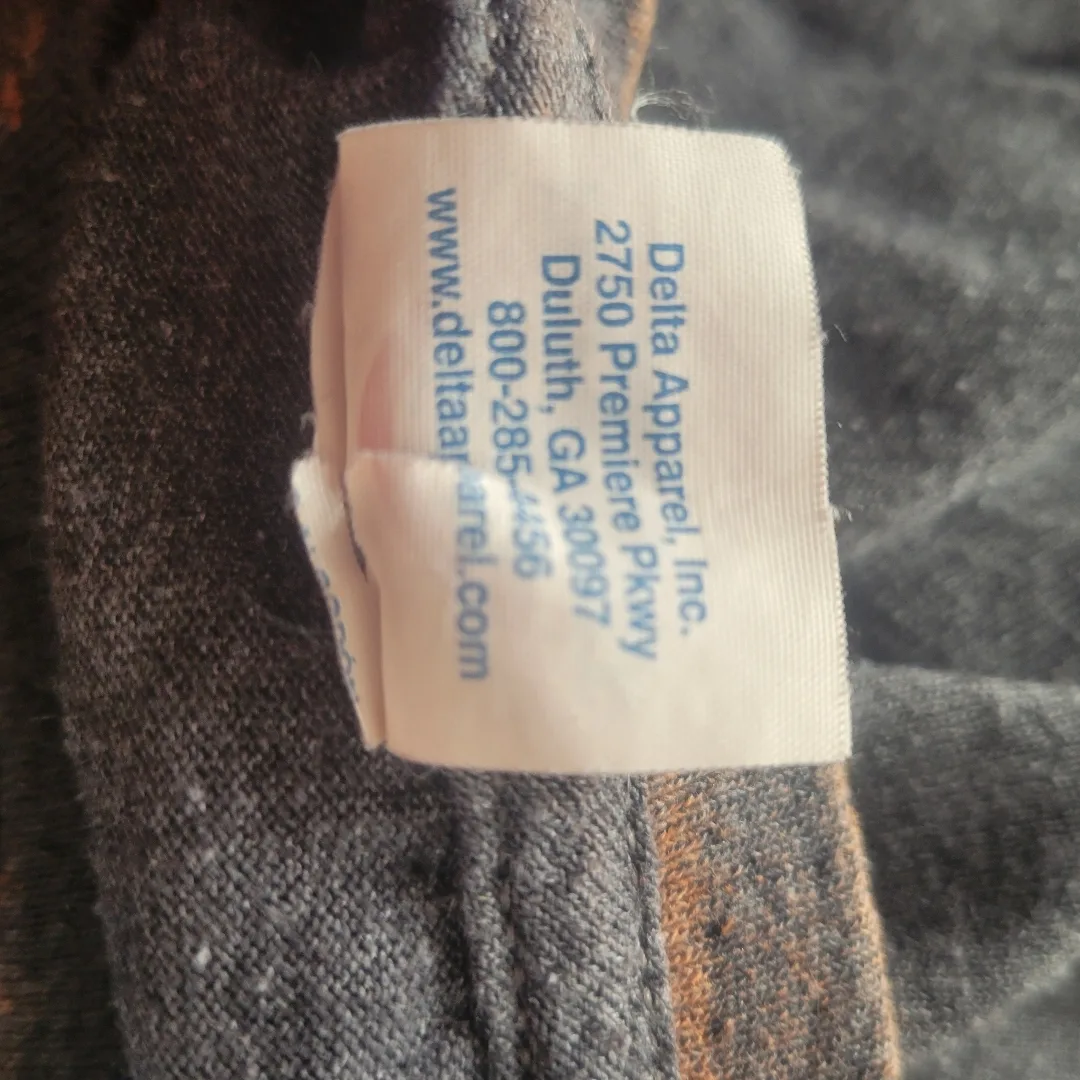 Delta Apparel, Inc.
2750 Premiere Pkwy
Duluth, GA 30097
800-285-4456
www.deltaapparel.com